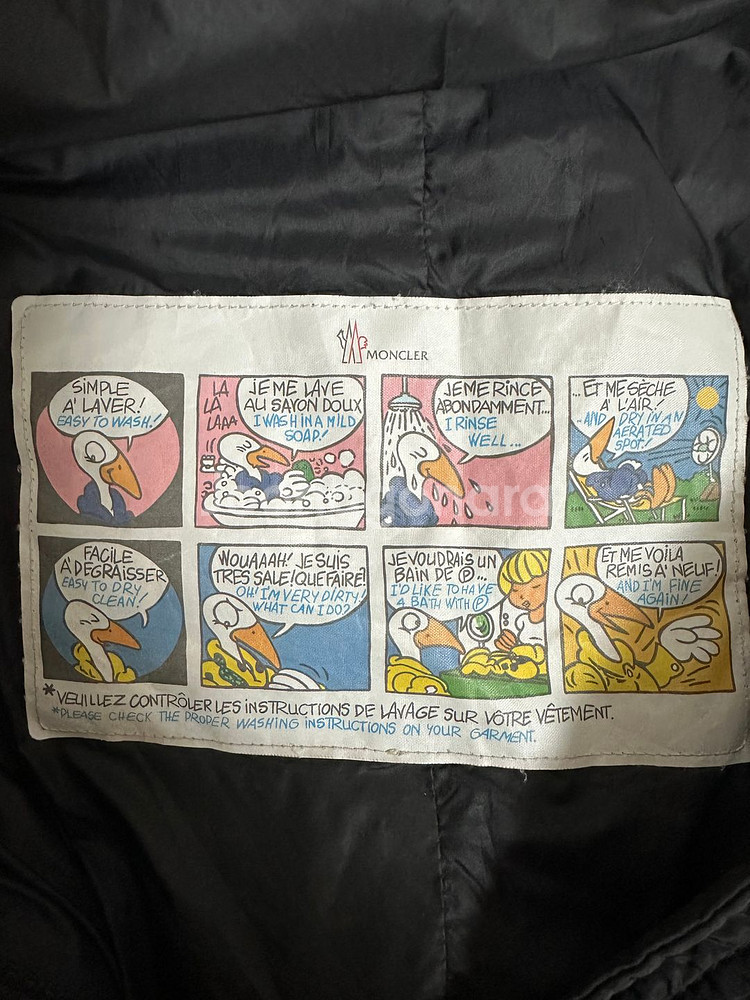 MONCLER
SIMPLE
A' LAVER!
EASY TO WASH!
LA
LA
LAAA
JE ME LAVE
AU SAVON DOUX
I WASH IN A MILD
SOAP!
JE ME RINCE
ABONDAMMENT...
I RINSE
WELL...
...ET ME SÈCHE
A' L'AIR!
...AND DRY IN AN
AERATED
SPOT!
FACILE
A' DEGRAISSER
EASY TO DRY
CLEAN!
WOUAAAH! JE SUIS
TRES SALE! QUE FAIRE!
OH! I'M VERY DIRTY!
WHAT CAN I DO?
JE VOUDRAIS UN
BAIN DE Ⓟ...
I'D LIKE TO HAVE
A BATH WITH Ⓟ
ET ME VOILA
REMIS A' NEUF!
AND I'M FINE
AGAIN!
*VEUILLEZ CONTRÔLER LES INSTRUCTIONS DE LAVAGE SUR VÔTRE VÊTEMENT.
*PLEASE CHECK THE PROPER WASHING INSTRUCTIONS ON YOUR GARMENT.